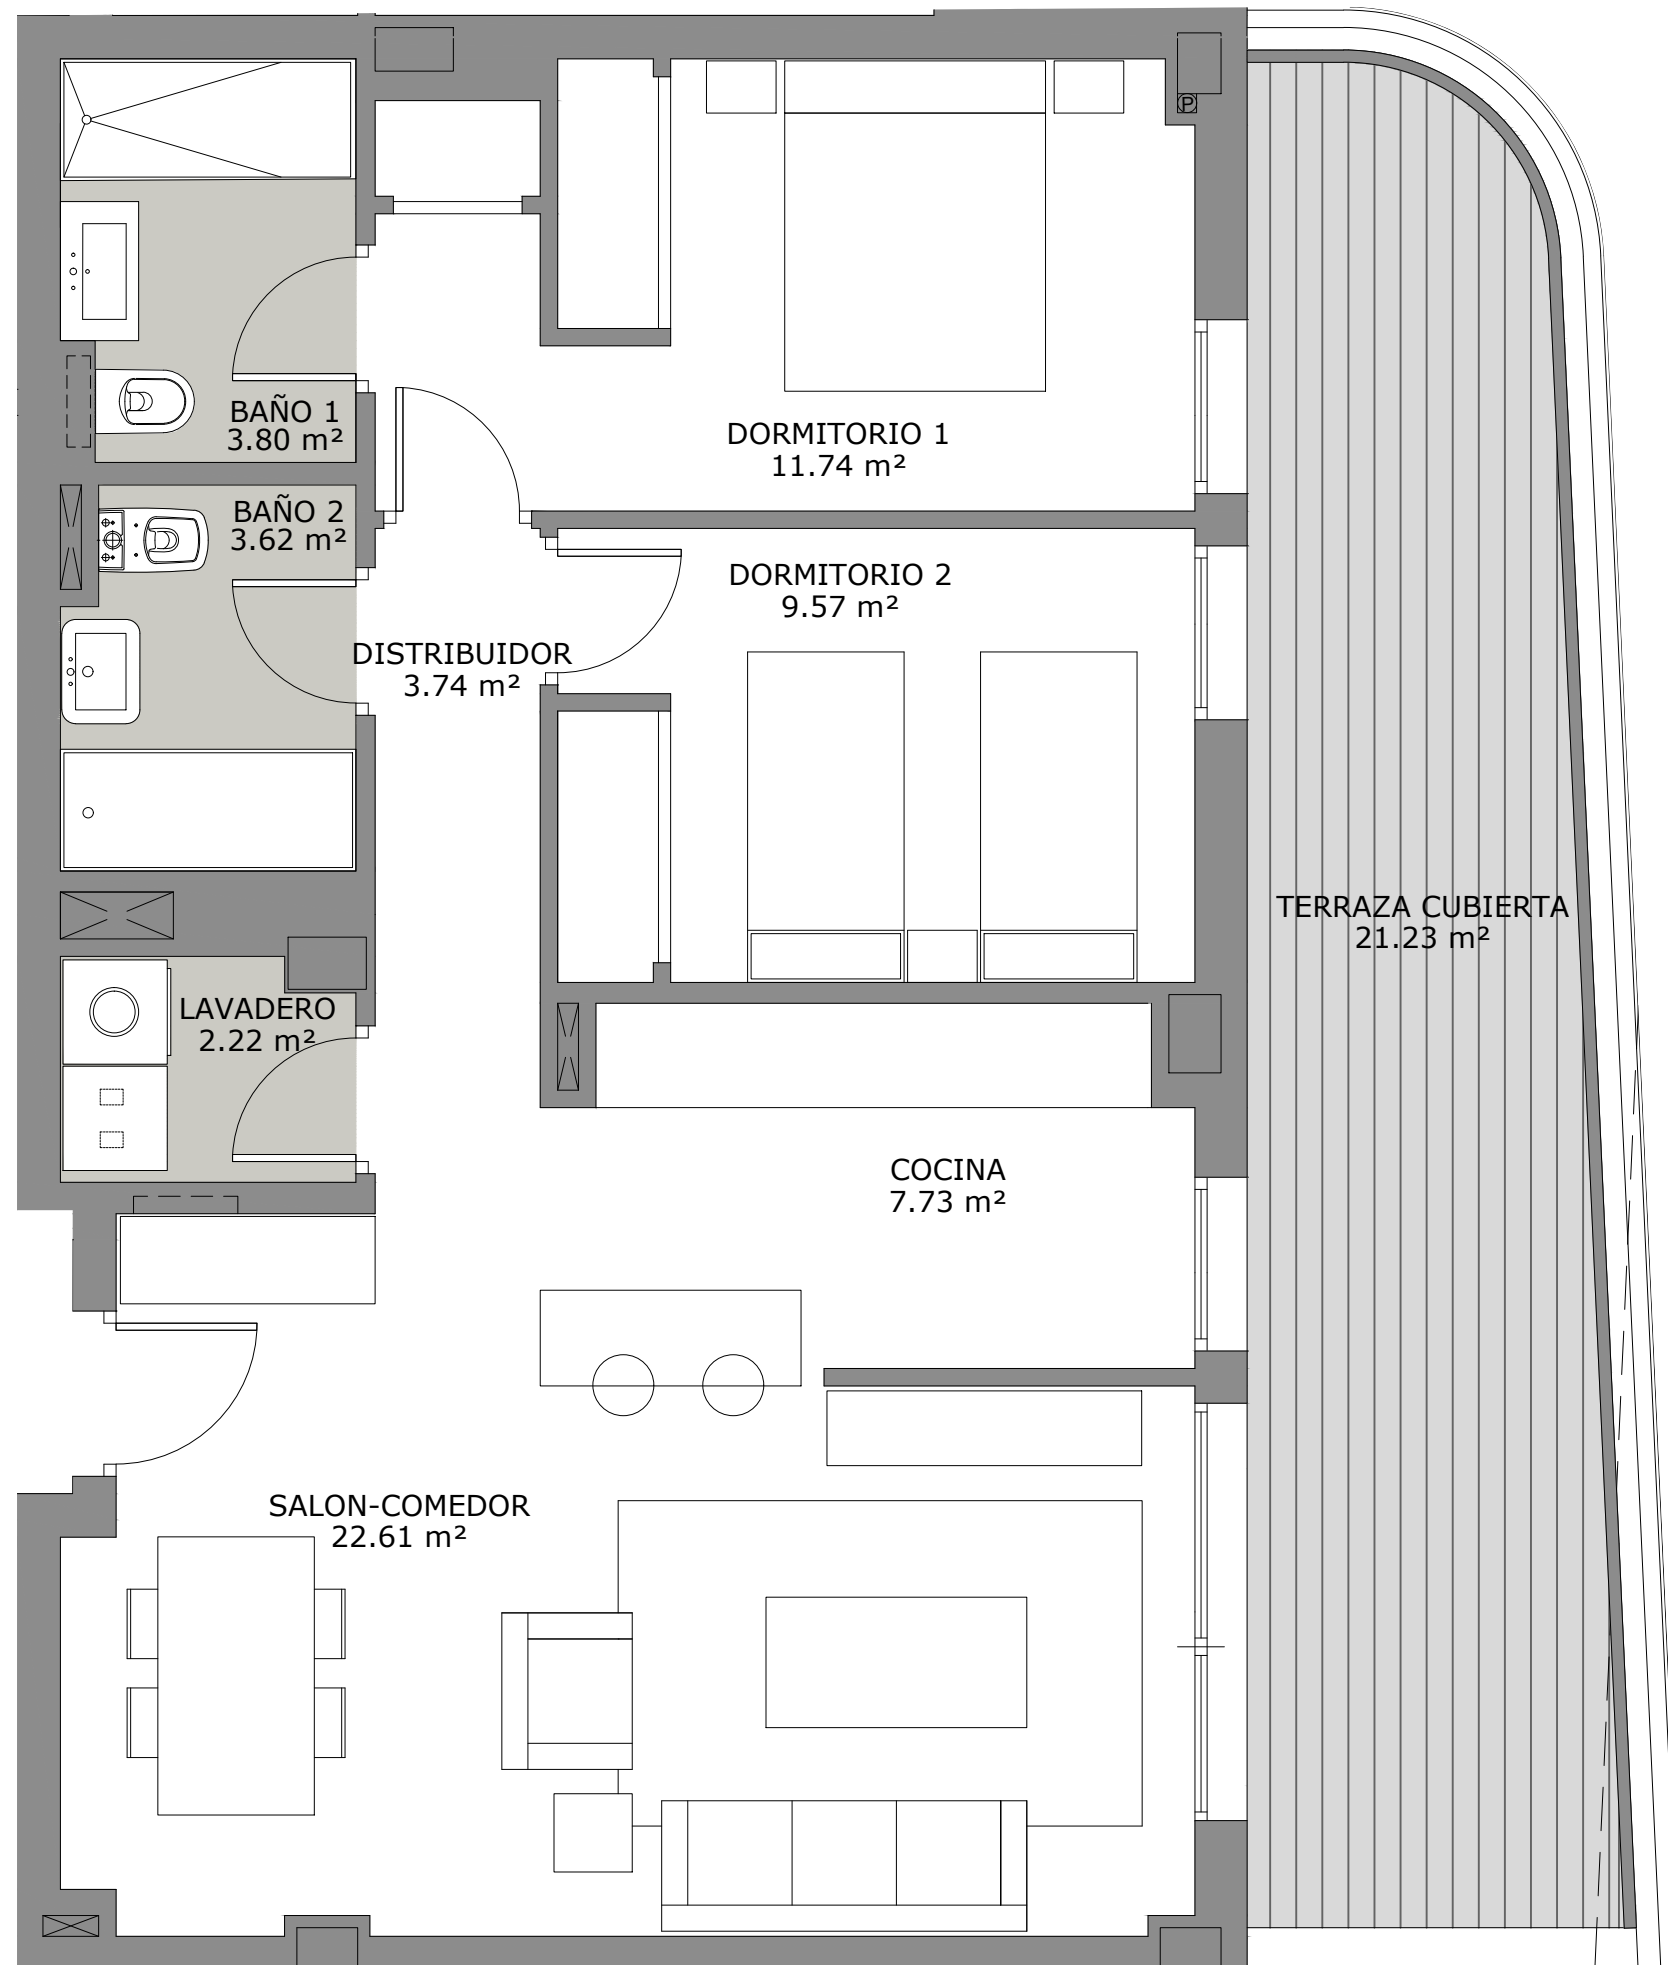 P
BAÑO 1
3.80 m²
DORMITORIO 1
11.74 m²
BAÑO 2
3.62 m²
DORMITORIO 2
9.57 m²
DISTRIBUIDOR
3.74 m²
TERRAZA CUBIERTA
21.23 m²
LAVADERO
2.22 m²
COCINA
7.73 m²
SALON-COMEDOR
22.61 m²